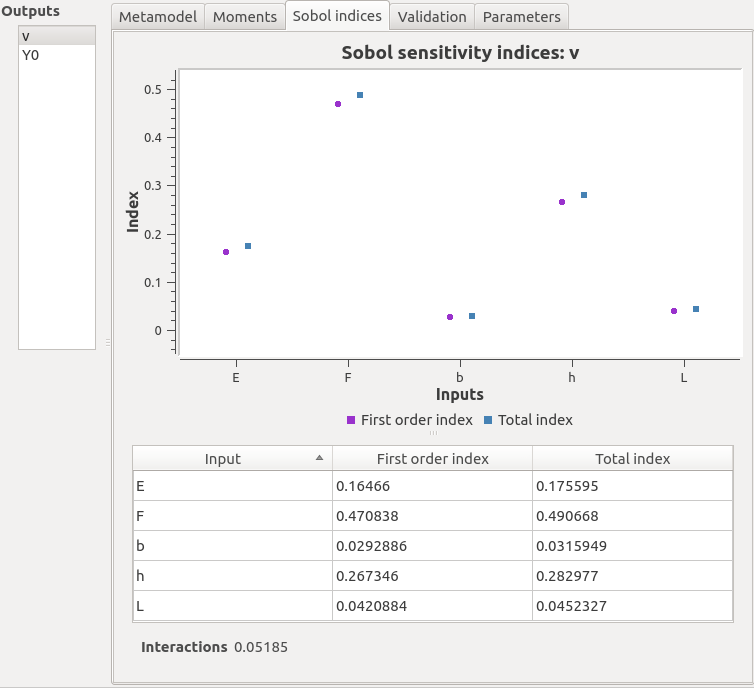 Outputs
v
Y0
Metamodel Moments Sobol indices Validation Parameters
Sobol sensitivity indices: v
Index
0.5
0.4
0.3
0.2
0.1
0
E F b h L
Inputs
First order index Total index
Input First order index Total index
E 0.16466 0.175595
F 0.470838 0.490668
b 0.0292886 0.0315949
h 0.267346 0.282977
L 0.0420884 0.0452327
Interactions 0.05185